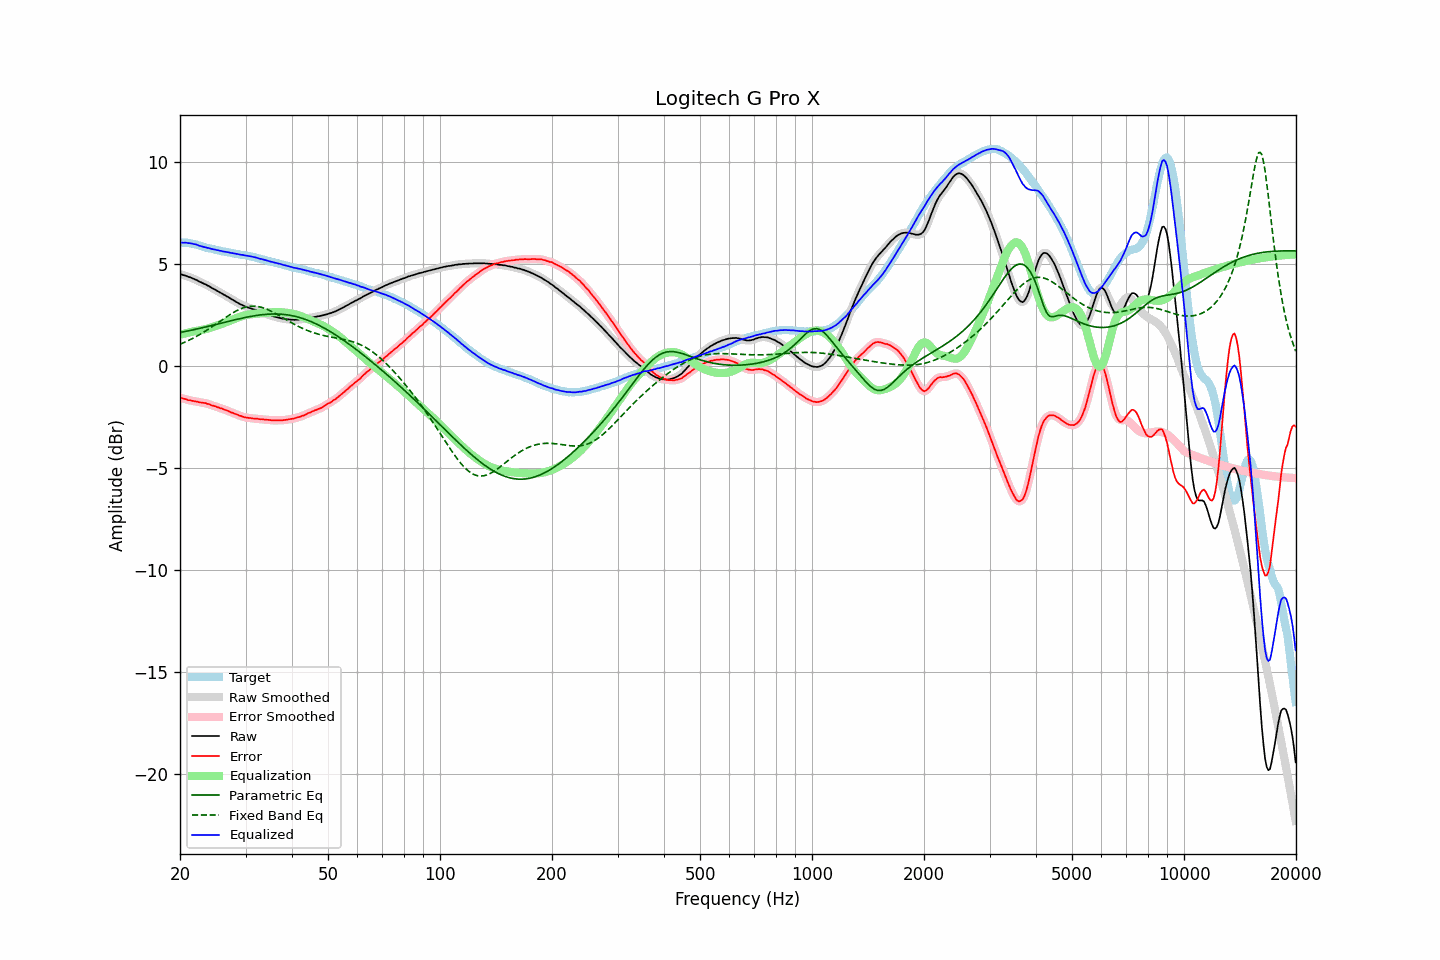 Logitech G Pro X
10
5
0
−5
−10
−15
−20
Amplitude (dBr)
Target
Raw Smoothed
Error Smoothed
Raw
Error
Equalization
Parametric Eq
Fixed Band Eq
Equalized
20 50 100 200 500 1000 2000 5000 10000 20000
Frequency (Hz)